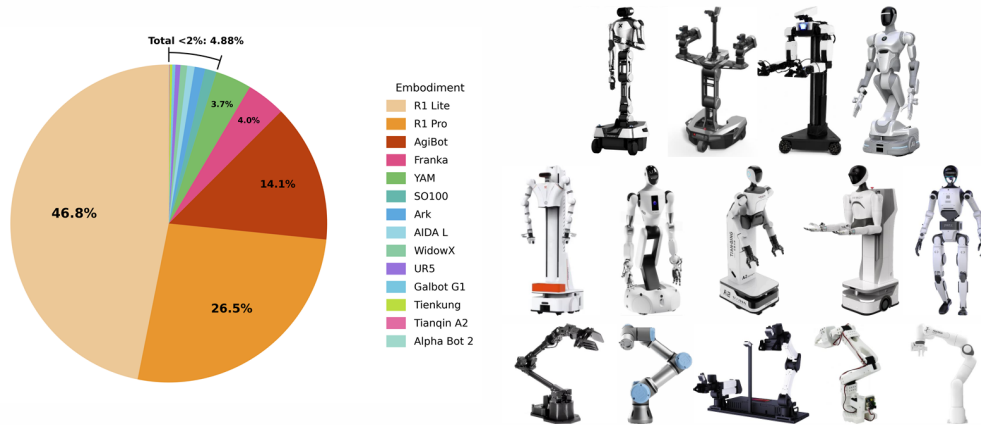 Total <2%: 4.88%
3.7%
4.0%
14.1%
46.8%
26.5%
Embodiment
R1 Lite
R1 Pro
AgiBot
Franka
YAM
SO100
Ark
AIDA L
WidowX
UR5
Galbot G1
Tienkung
Tianqin A2
Alpha Bot 2